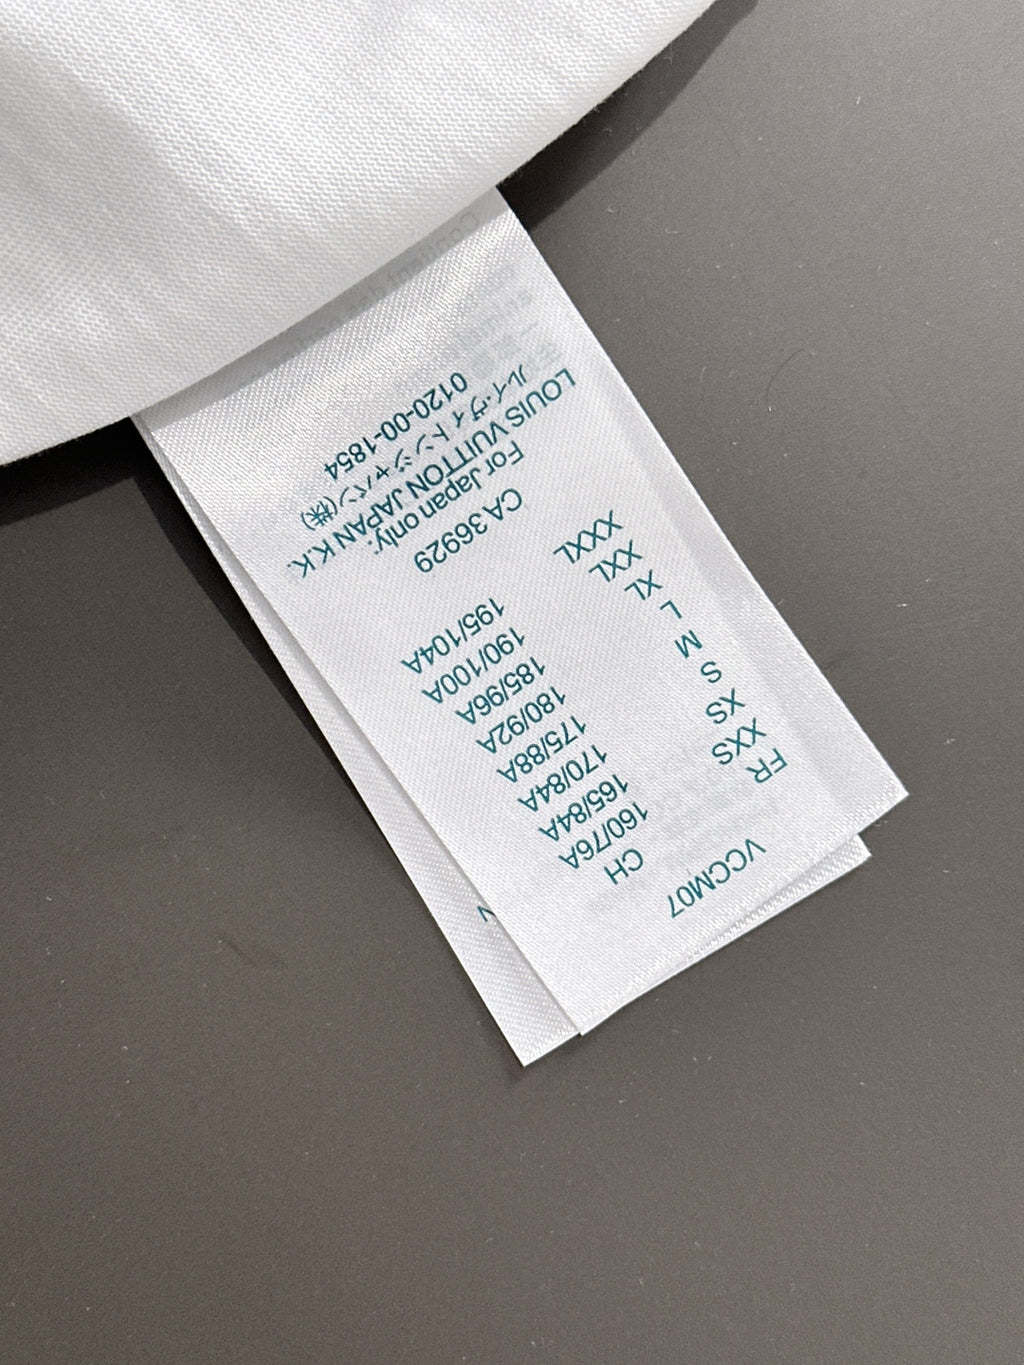 VCCM07
FR CH
XXS 160/76A
XS 165/84A
S 170/84A
M 175/88A
L 180/92A
XL 185/96A
XXL 190/100A
XXXL 195/104A
CA 36929
For Japan only:
LOUIS VUITTON JAPAN K.K.
ルイ・ヴィトンジャパン(株)
0120-00-1854